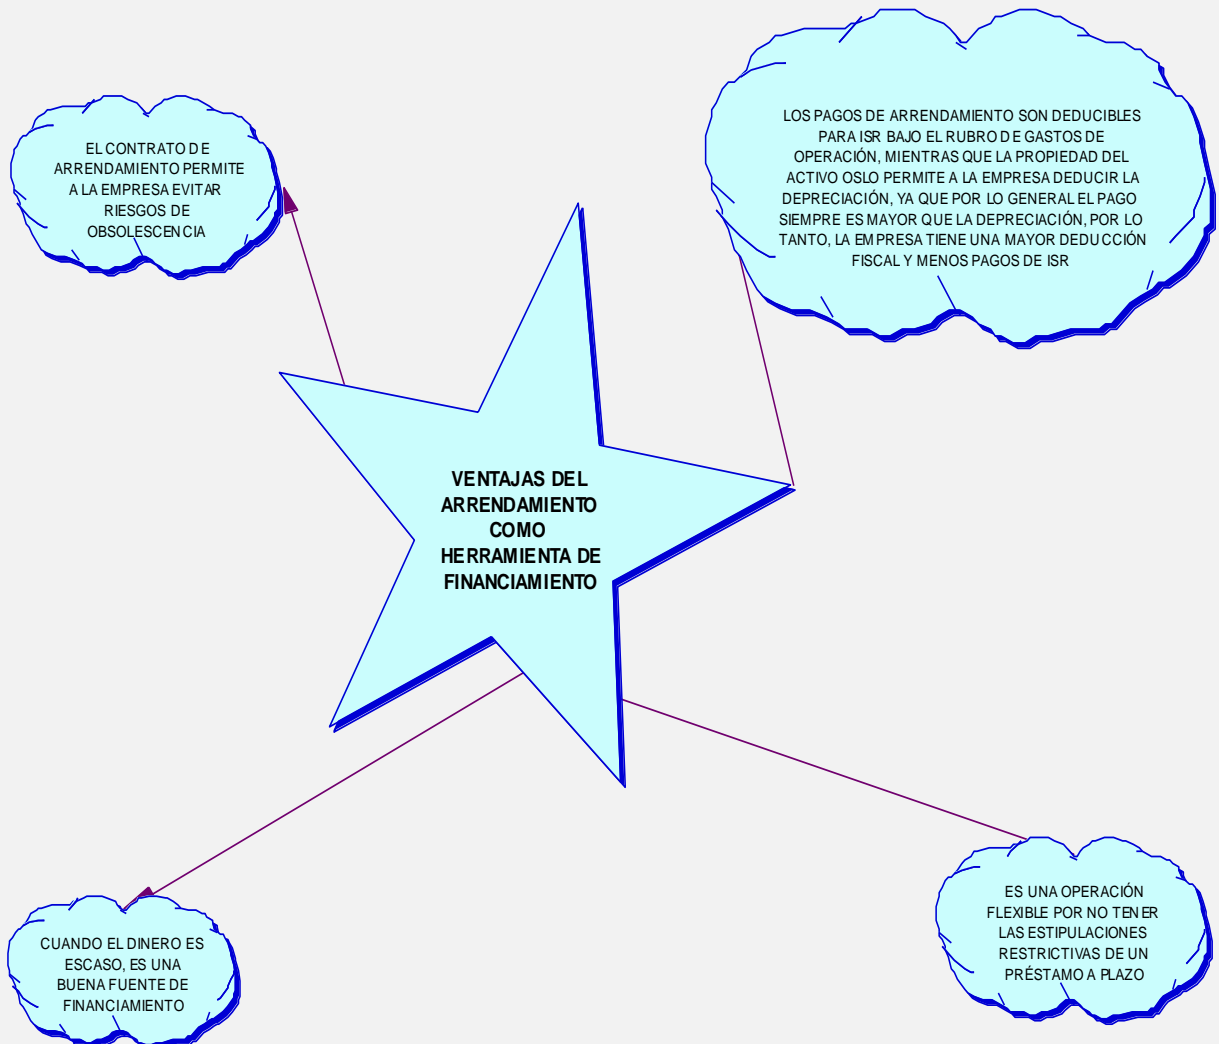 EL CONTRATO DE
ARRENDAMIENTO PERMITE
A LA EMPRESA EVITAR
RIESGOS DE
OBSOLESCENCIA
LOS PAGOS DE ARRENDAMIENTO SON DEDUCIBLES
PARA ISR BAJO EL RUBRO DE GASTOS DE
OPERACIÓN, MIENTRAS QUE LA PROPIEDAD DEL
ACTIVO OSLO PERMITE A LA EMPRESA DEDUCIR LA
DEPRECIACIÓN, YA QUE POR LO GENERAL EL PAGO
SIEMPRE ES MAYOR QUE LA DEPRECIACIÓN, POR LO
TANTO, LA EMPRESA TIENE UNA MAYOR DEDUCCIÓN
FISCAL Y MENOS PAGOS DE ISR
VENTAJAS DEL
ARRENDAMIENTO
COMO
HERRAMIENTA DE
FINANCIAMIENTO
CUANDO EL DINERO ES
ESCASO, ES UNA
BUENA FUENTE DE
FINANCIAMIENTO
ES UNA OPERACIÓN
FLEXIBLE POR NO TENER
LAS ESTIPULACIONES
RESTRICTIVAS DE UN
PRÉSTAMO A PLAZO